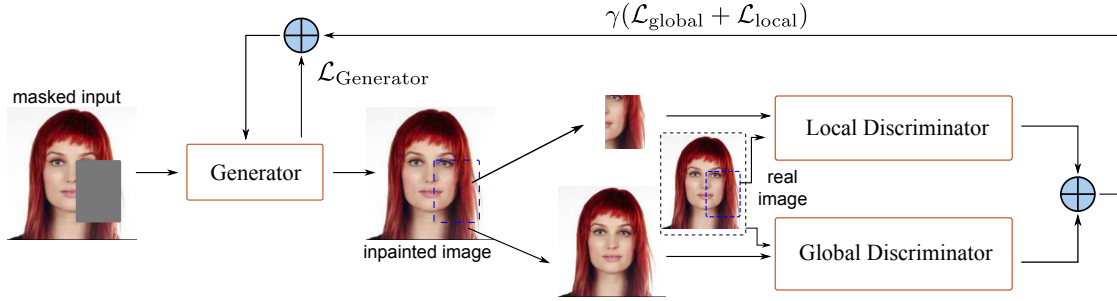 γ(ℒ_global + ℒ_local)
ℒ_Generator
masked input
Generator
inpainted image
Local Discriminator
real
image
Global Discriminator